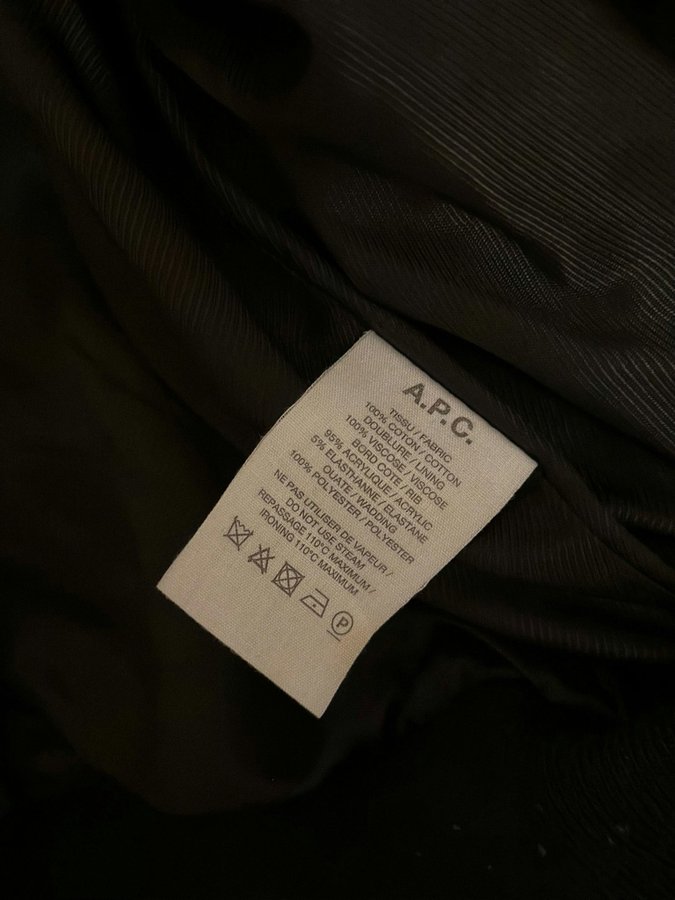 A.P.C.
TISSU / FABRIC
100% COTON / COTTON
DOUBLURE / LINING
100% VISCOSE / VISCOSE
BORD COTE / RIB
95% ACRYLIQUE / ACRYLIC
5% ELASTHANNE / ELASTANE
OUATE / WADDING
100% POLYESTER / POLYESTER
NE PAS UTILISER DE VAPEUR /
DO NOT USE STEAM
REPASSAGE 110°C MAXIMUM /
IRONING 110°C MAXIMUM
P